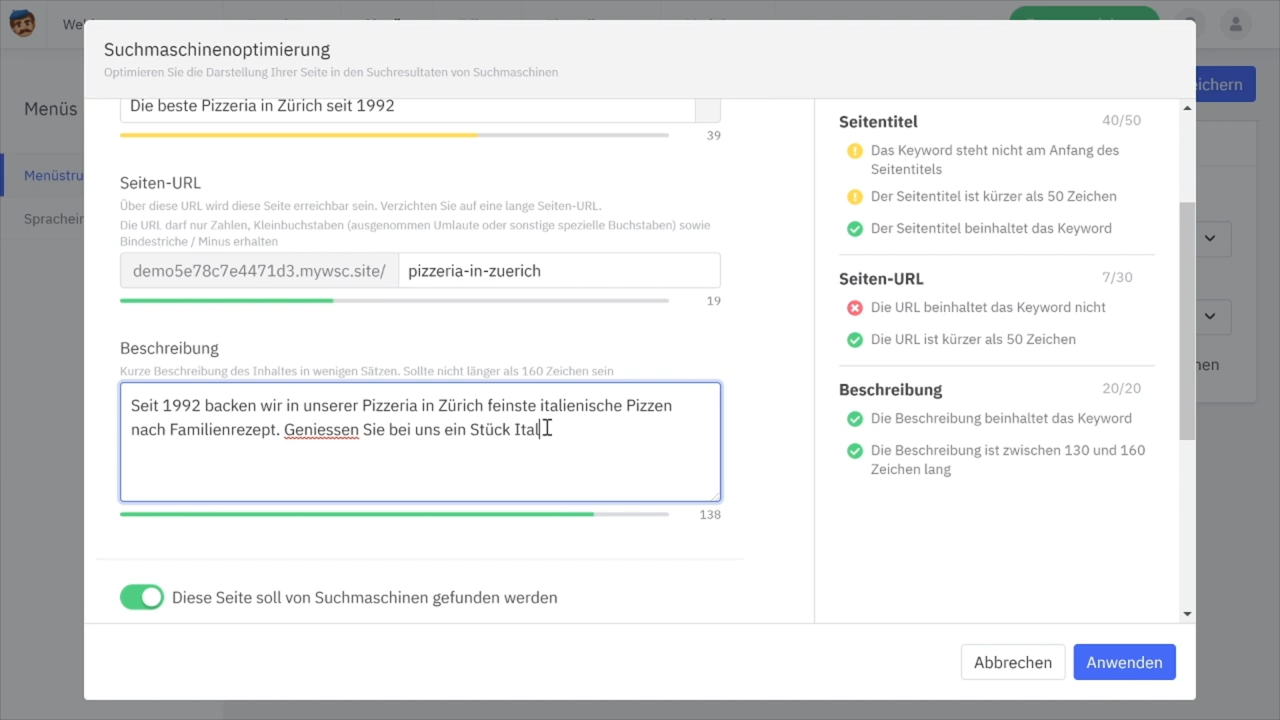 Suchmaschinenoptimierung
Optimieren Sie die Darstellung Ihrer Seite in den Suchresultaten von Suchmaschinen
Menüs
Die beste Pizzeria in Zürich seit 1992
39
Seiten-URL
Über diese URL wird diese Seite erreichbar sein. Verzichten Sie auf eine lange Seiten-URL.
Die URL darf nur Zahlen, Kleinbuchstaben (ausgenommen Umlaute oder sonstige spezielle Buchstaben) sowie
Bindestriche / Minus erhalten
demo5e78c7e4471d3.mywsc.site/ pizzeria-in-zuerich
19
Beschreibung
Kurze Beschreibung des Inhaltes in wenigen Sätzen. Sollte nicht länger als 160 Zeichen sein
Seit 1992 backen wir in unserer Pizzeria in Zürich feinste italienische Pizzen
nach Familienrezept. Geniessen Sie bei uns ein Stück Ital
138
Diese Seite soll von Suchmaschinen gefunden werden
Seitentitel 40/50
Das Keyword steht nicht am Anfang des
Seitentitels
Der Seitentitel ist kürzer als 50 Zeichen
Der Seitentitel beinhaltet das Keyword
Seiten-URL 7/30
Die URL beinhaltet das Keyword nicht
Die URL ist kürzer als 50 Zeichen
Beschreibung 20/20
Die Beschreibung beinhaltet das Keyword
Die Beschreibung ist zwischen 130 und 160
Zeichen lang
Abbrechen Anwenden